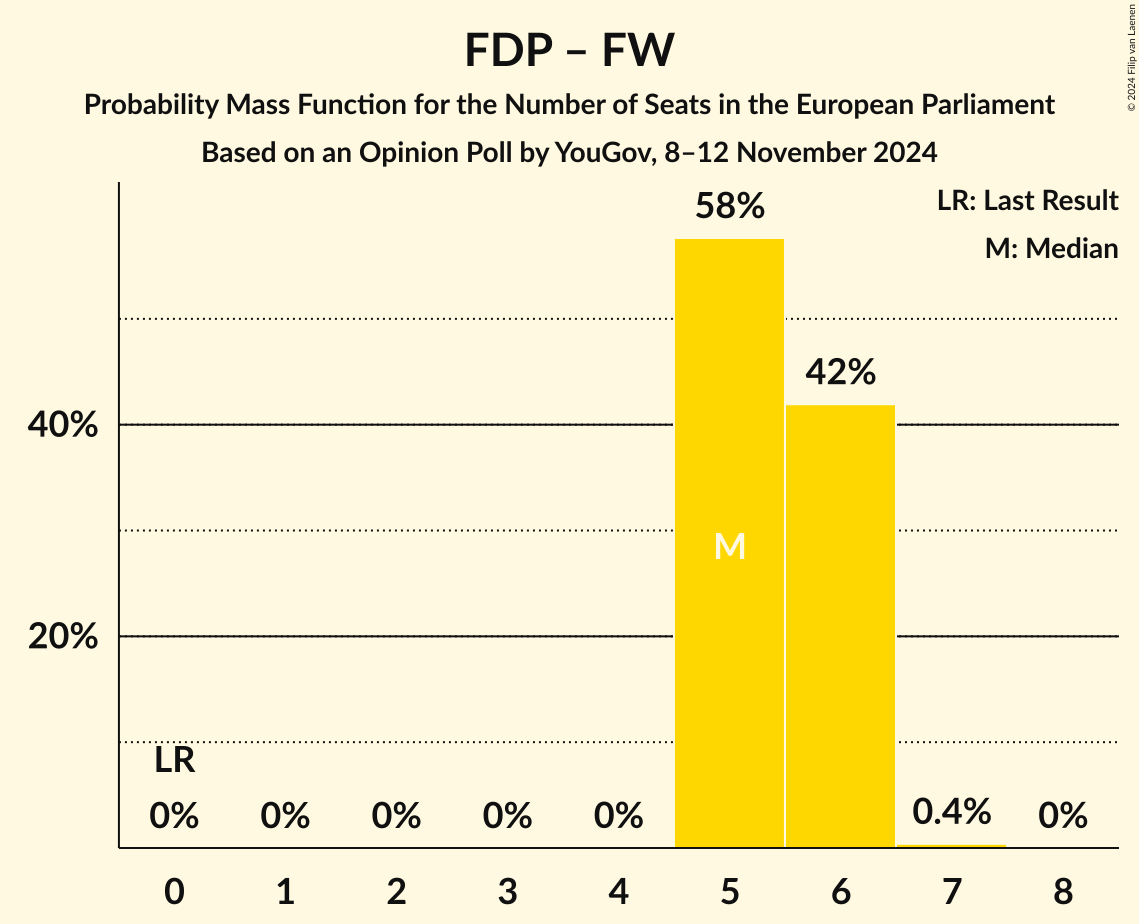 FDP – FW
Probability Mass Function for the Number of Seats in the European Parliament
Based on an Opinion Poll by YouGov, 8–12 November 2024
© 2024 Filip van Laenen
LR: Last Result
M: Median
58%
42%
40%
M
20%
LR
0% 0% 0% 0% 0% 0.4% 0%
0 1 2 3 4 5 6 7 8